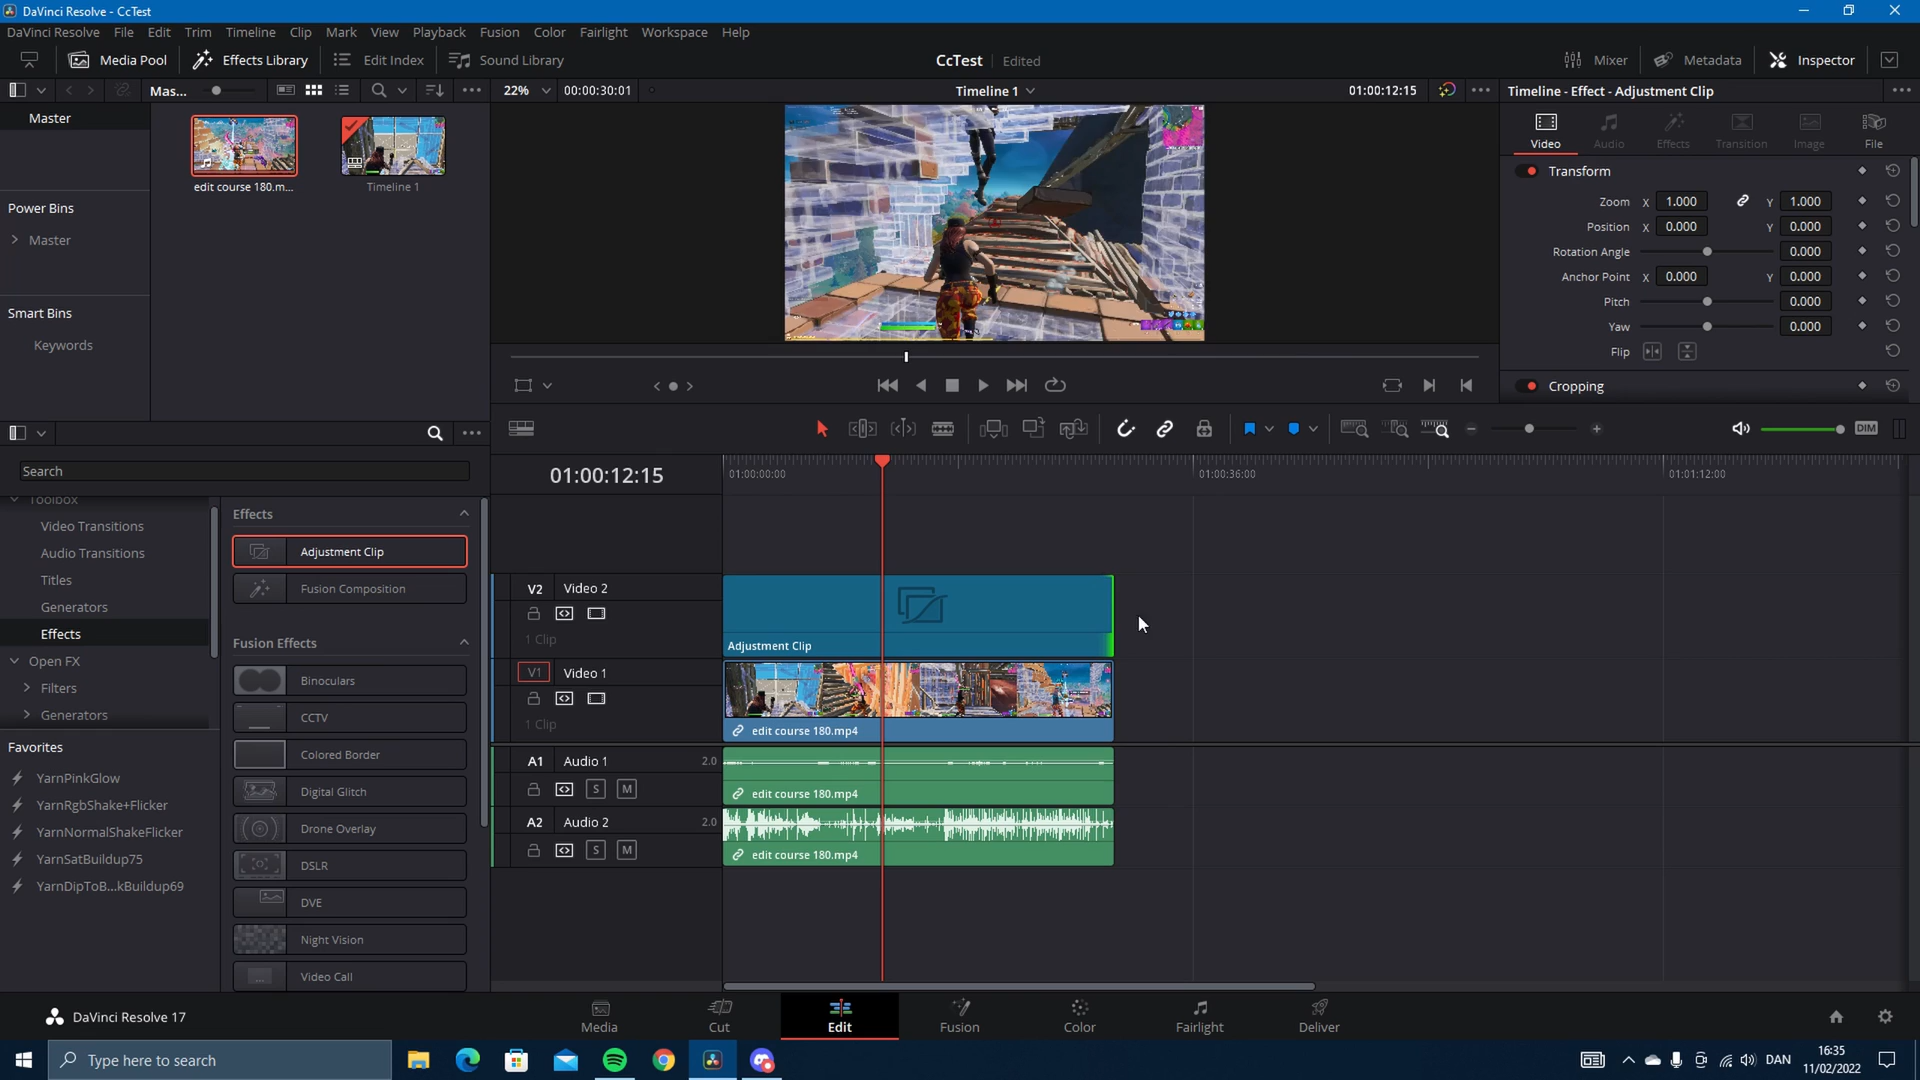 DaVinci Resolve - CcTest
DaVinci Resolve File Edit Trim Timeline Clip Mark View Playback Fusion Color Fairlight Workspace Help
Media Pool Effects Library Edit Index Sound Library CcTest Edited Mixer Metadata Inspector
Mas... 22% 00:00:30:01 Timeline 1 01:00:12:15 Timeline - Effect - Adjustment Clip
Master
edit course 180.m... Timeline 1
Power Bins
Master
Smart Bins
Keywords
Video Audio Effects Transition Image File
Transform
Zoom X 1.000 Y 1.000
Position X 0.000 Y 0.000
Rotation Angle 0.000
Anchor Point X 0.000 Y 0.000
Pitch 0.000
Yaw 0.000
Flip
Cropping
DIM
Search
Toolbox
Video Transitions
Audio Transitions
Titles
Generators
Effects
Open FX
Filters
Generators
Favorites
YarnPinkGlow
YarnRgbShake+Flicker
YarnNormalShakeFlicker
YarnSatBuildup75
YarnDipToB...kBuildup69
Effects
Adjustment Clip
Fusion Composition
Fusion Effects
Binoculars
CCTV
Colored Border
Digital Glitch
Drone Overlay
DSLR
DVE
Night Vision
Video Call
01:00:12:15 01:00:00:00 01:00:36:00 01:01:12:00
V2 Video 2
1 Clip
Adjustment Clip
V1 Video 1
1 Clip
edit course 180.mp4
A1 Audio 1 2.0
S M
edit course 180.mp4
A2 Audio 2 2.0
S M
edit course 180.mp4
DaVinci Resolve 17
Media Cut Edit Fusion Color Fairlight Deliver
Type here to search
DAN
16:35
11/02/2022